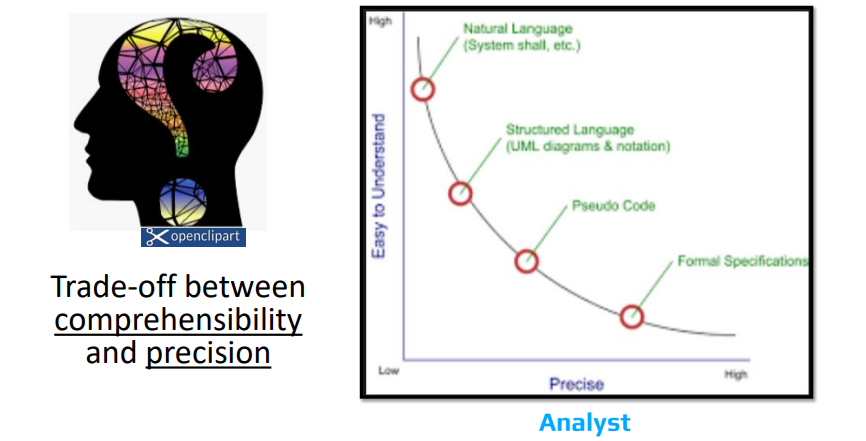 openclipart
Trade-off between
comprehensibility
and precision
High
Natural Language
(System shall, etc.)
Structured Language
(UML diagrams & notation)
Pseudo Code
Formal Specifications
Easy to Understand
Low
Precise
High
Analyst